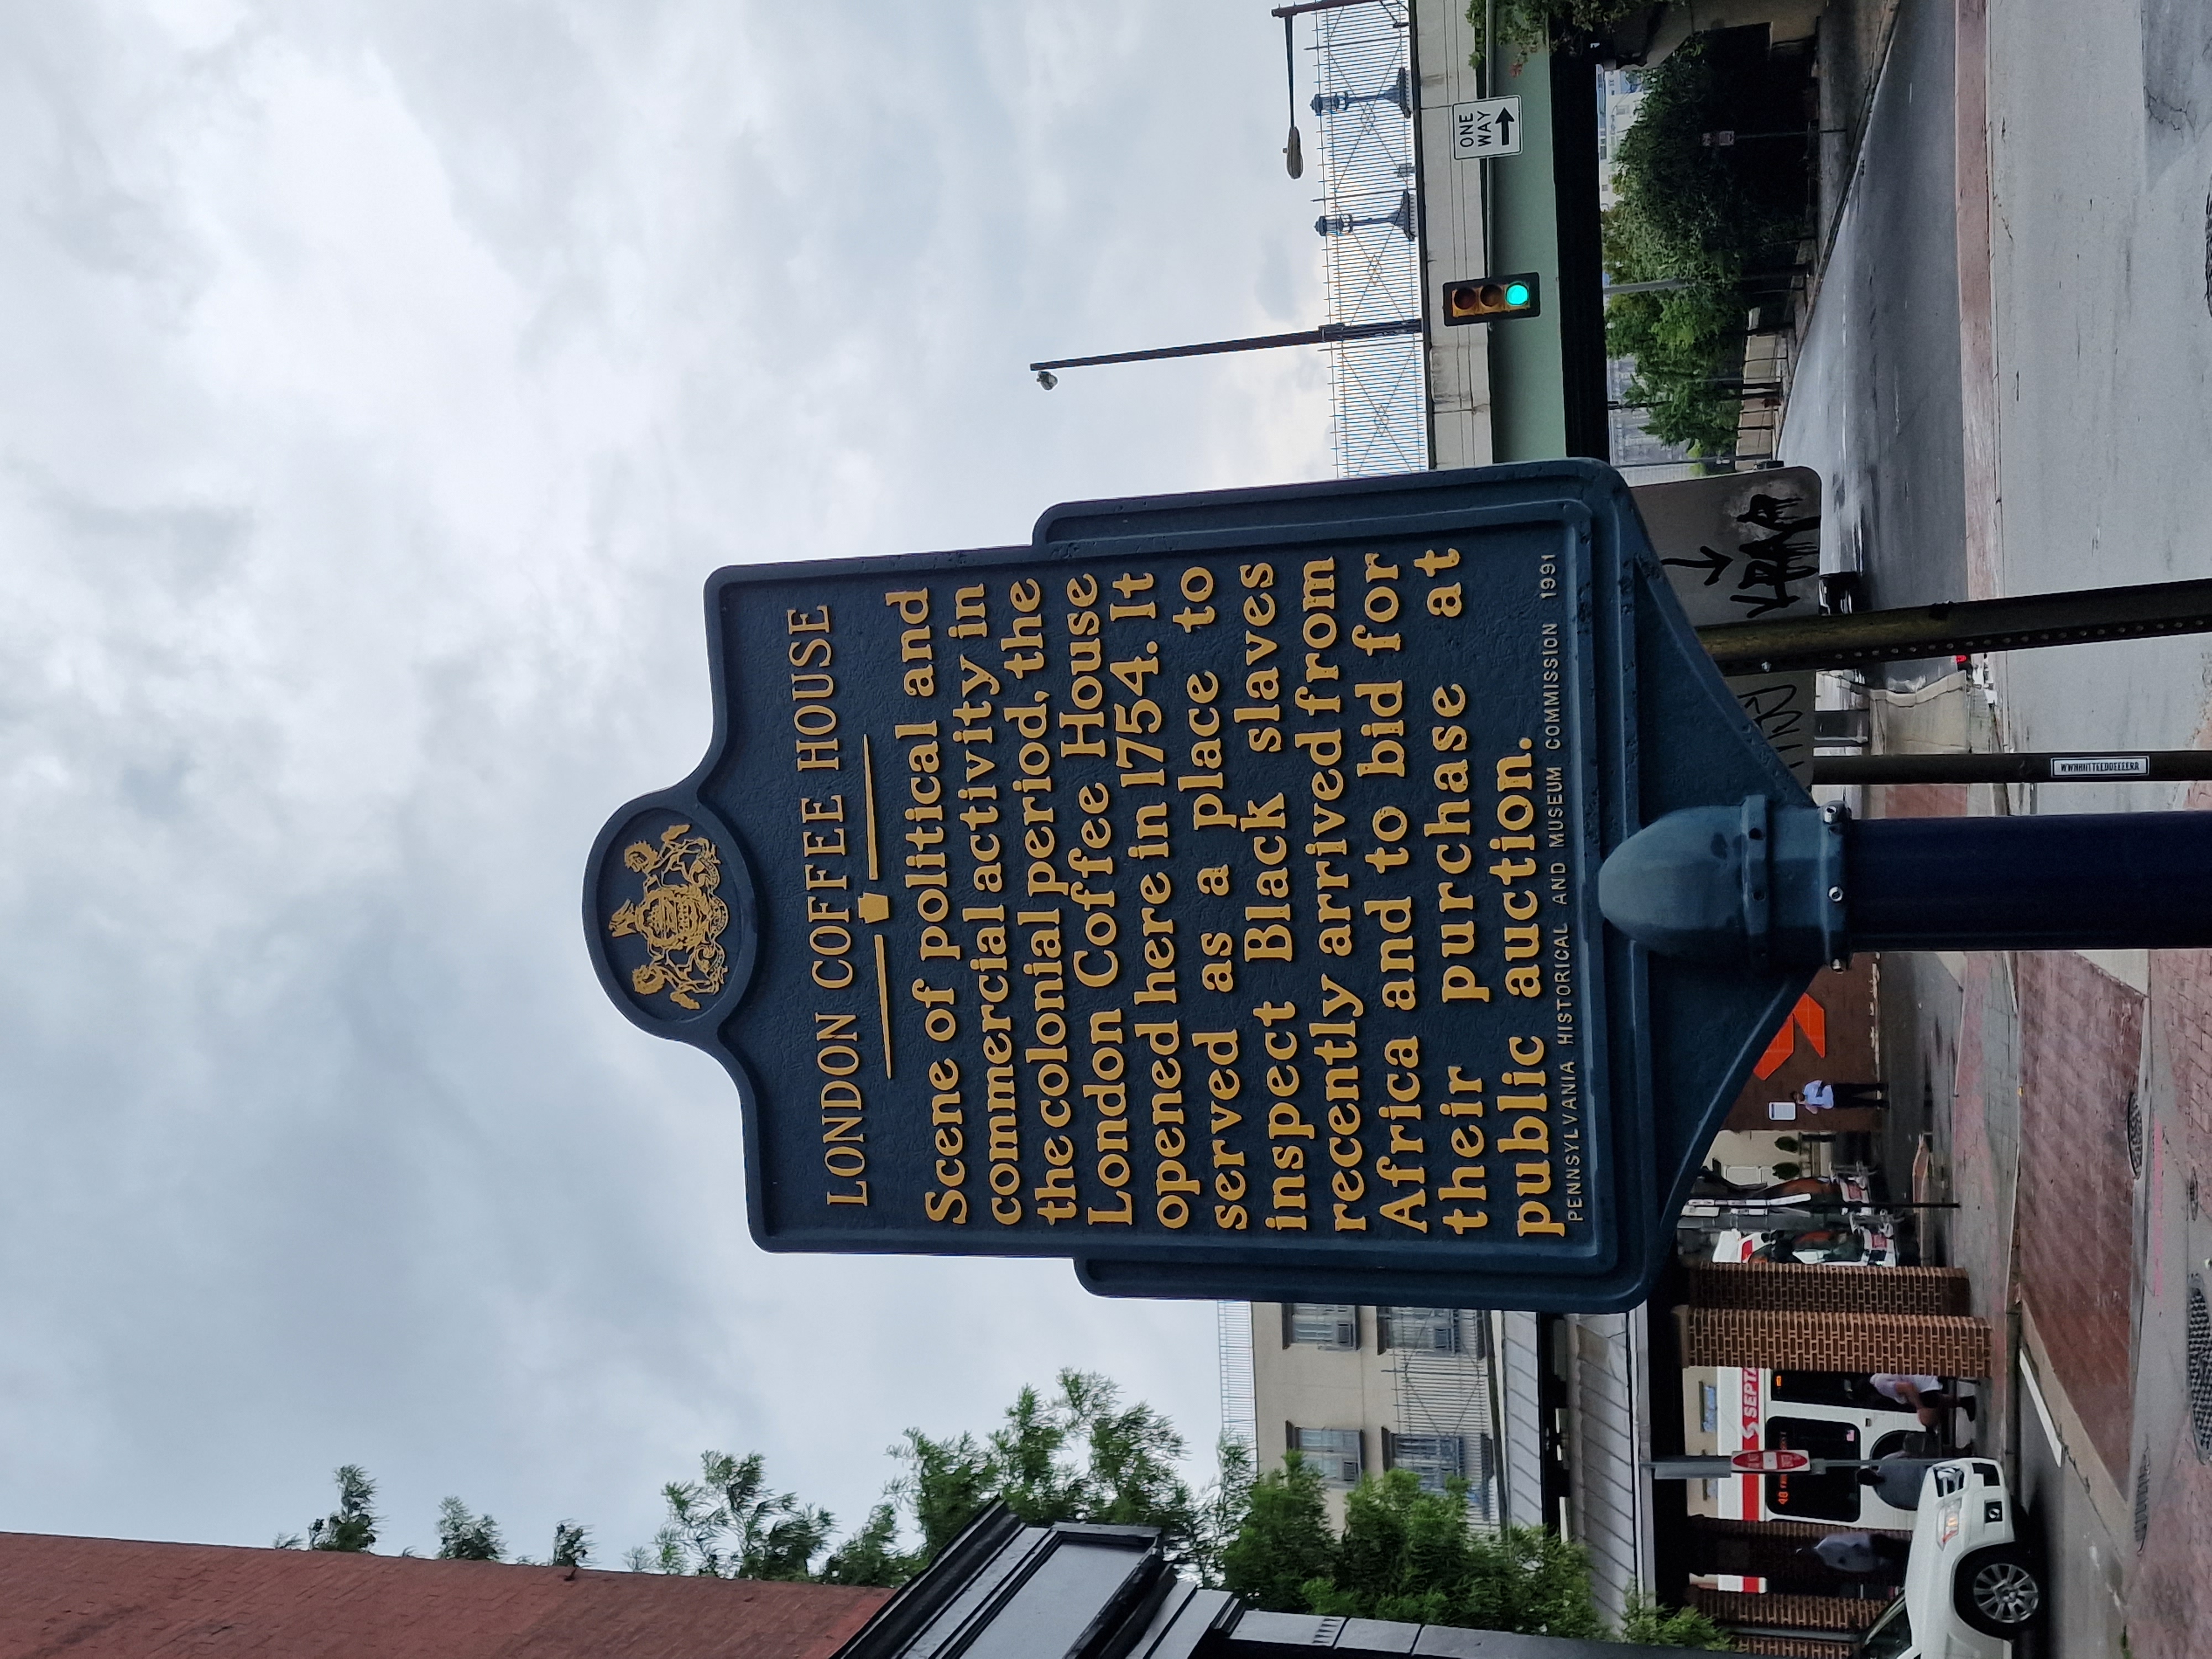 LONDON COFFEE HOUSE
Scene of political and
commercial activity in
the colonial period, the
London Coffee House
opened here in 1754. It
served as a place to
inspect Black slaves
recently arrived from
Africa and to bid for
their purchase at
public auction.
PENNSYLVANIA HISTORICAL AND MUSEUM COMMISSION 1991
ONE
WAY
SEPTA
48